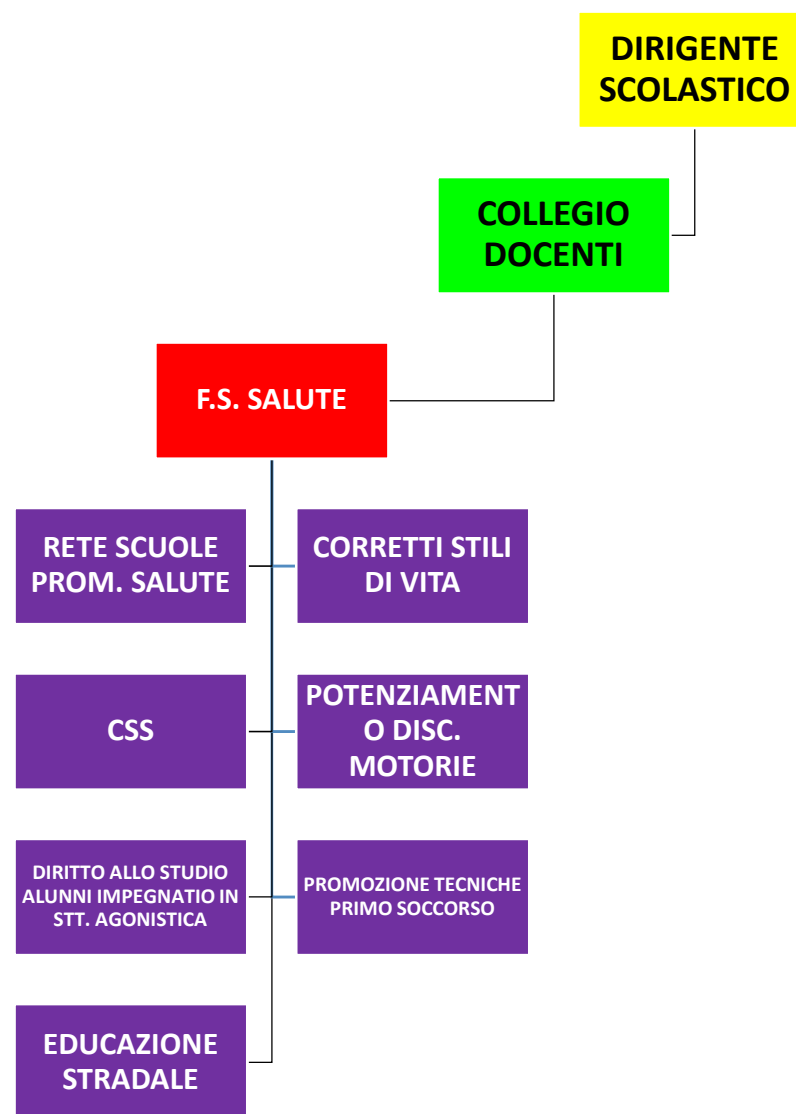 DIRIGENTE
SCOLASTICO
COLLEGIO
DOCENTI
F.S. SALUTE
RETE SCUOLE
PROM. SALUTE
CORRETTI STILI
DI VITA
CSS
POTENZIAMENT
O DISC.
MOTORIE
DIRITTO ALLO STUDIO
ALUNNI IMPEGNATIO IN
STT. AGONISTICA
PROMOZIONE TECNICHE
PRIMO SOCCORSO
EDUCAZIONE
STRADALE